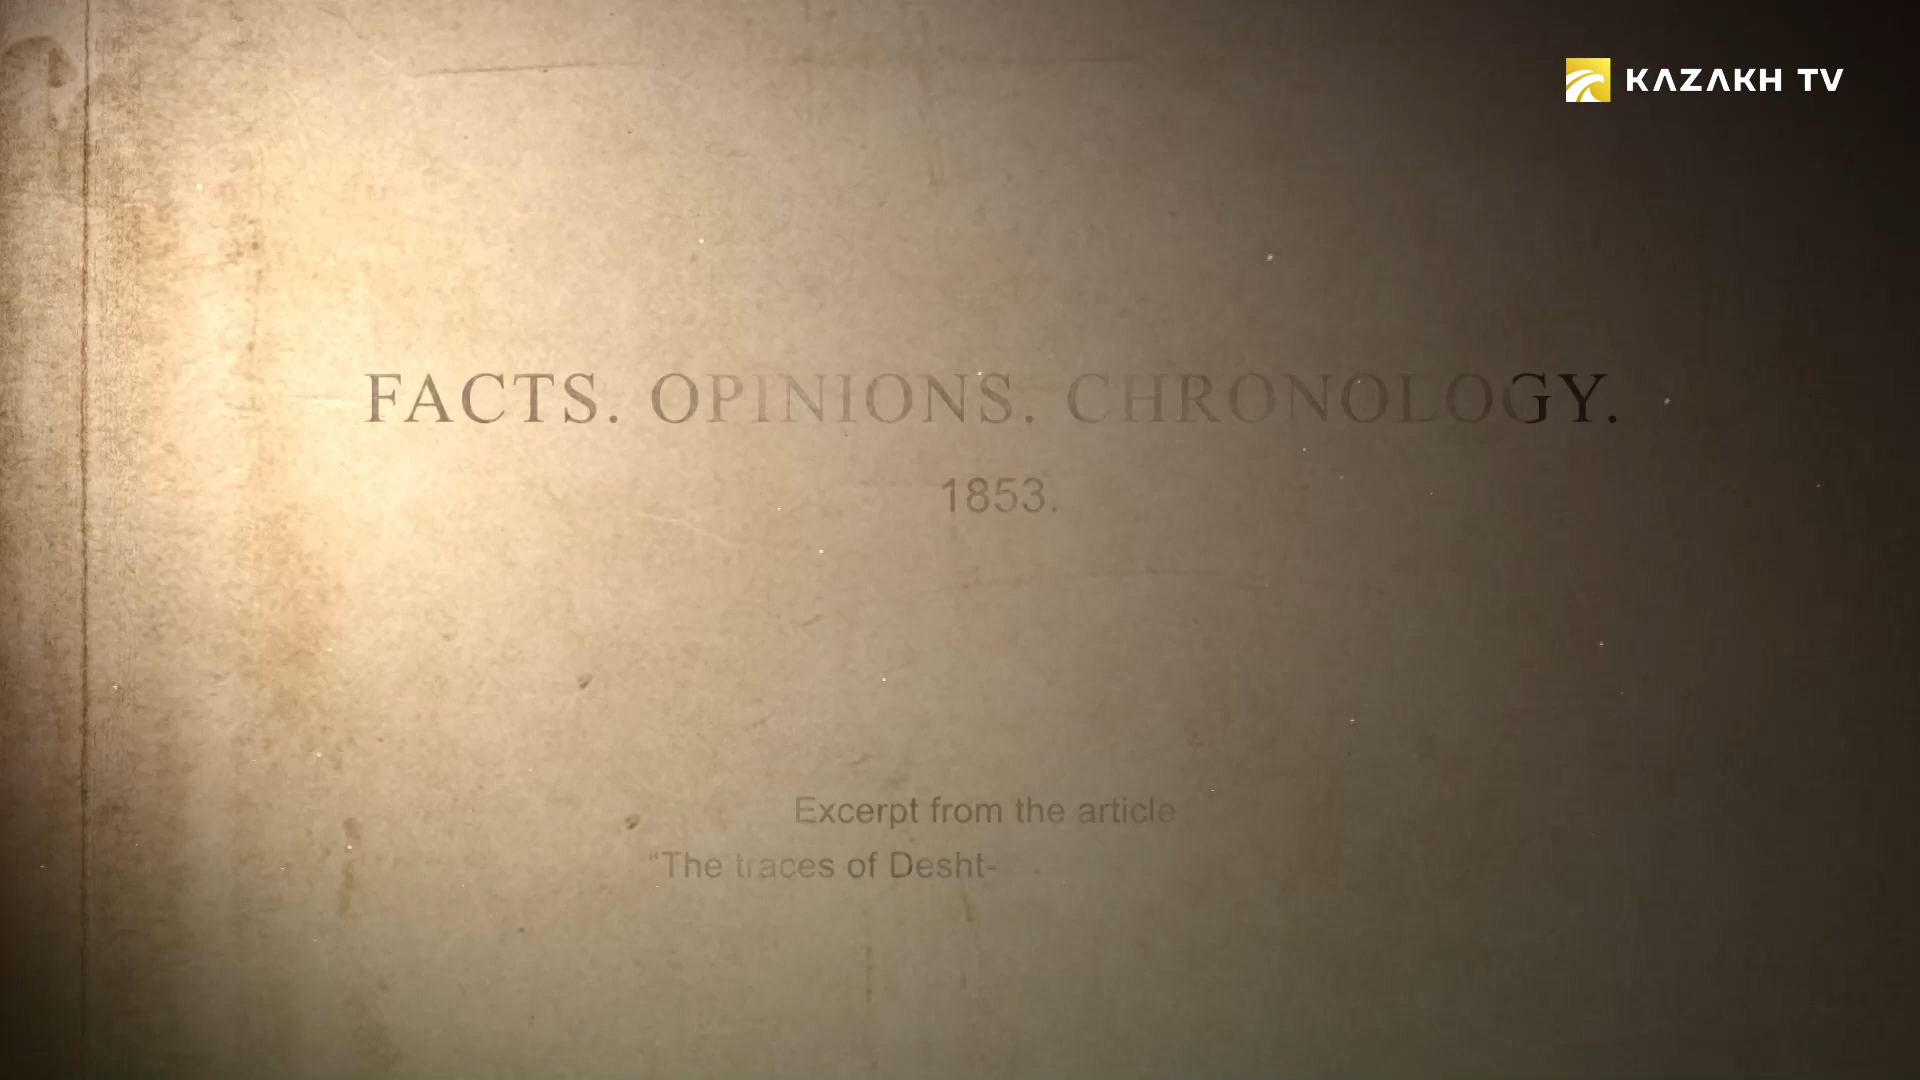 KAZAKH TV
FACTS. OPINIONS. CHRONOLOGY.
1853.
Excerpt from the article
“The traces of Desht-